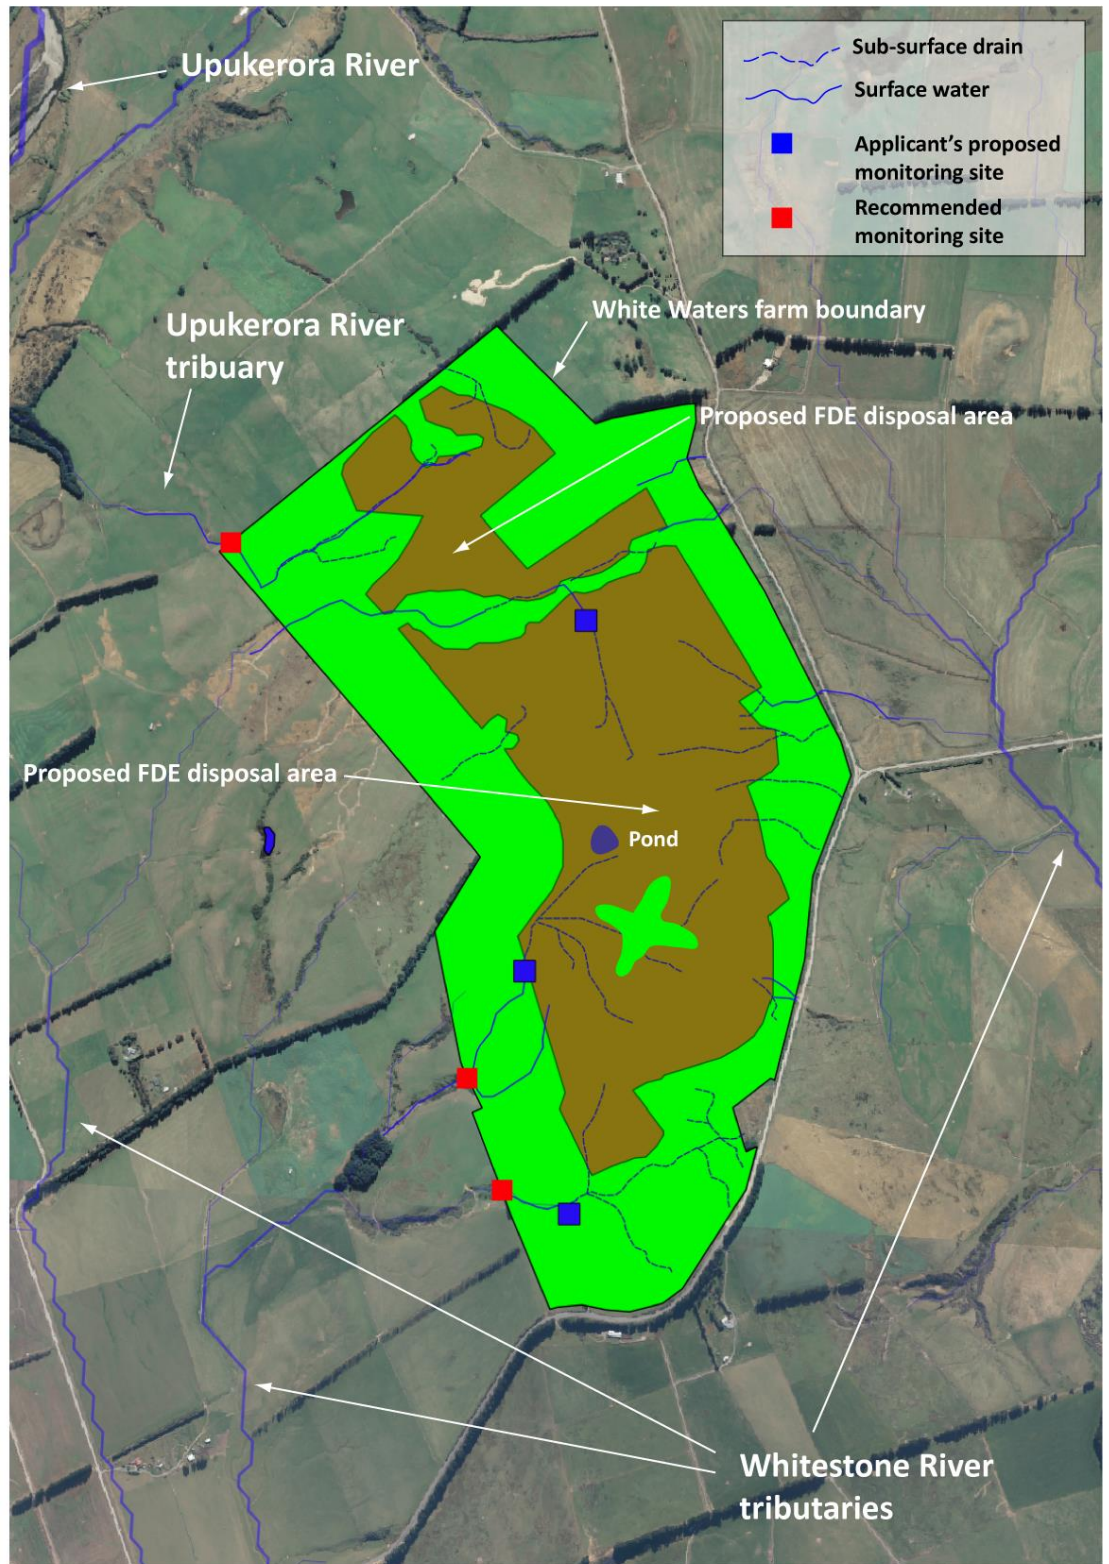 Upukerora River
Sub-surface drain
Surface water
Applicant's proposed
monitoring site
Recommended
monitoring site
Upukerora River
tribuary
White Waters farm boundary
Proposed FDE disposal area
Proposed FDE disposal area
Pond
Whitestone River
tributaries